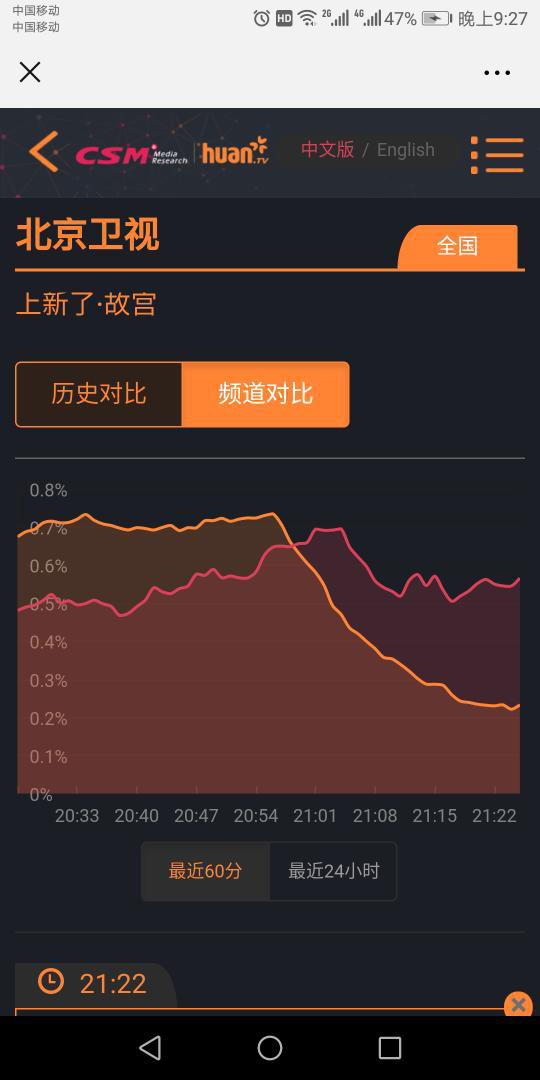 中国移动
中国移动
HD 2G 4G 47% 晚上9:27
CSM Media Research huan.TV 中文版 / English
北京卫视
全国
上新了·故宫
历史对比 频道对比
0.8%
0.7%
0.6%
0.5%
0.4%
0.3%
0.2%
0.1%
0%
20:33 20:40 20:47 20:54 21:01 21:08 21:15 21:22
最近60分 最近24小时
21:22